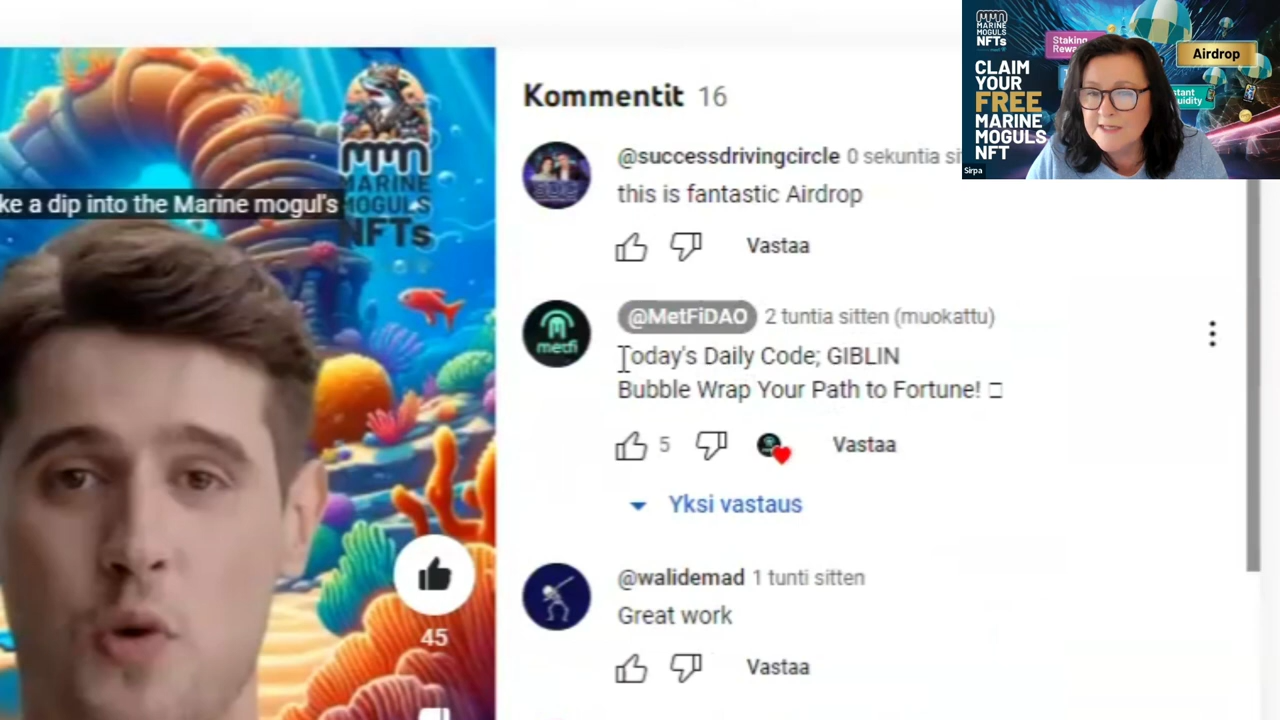 Kommentit 16
@successdrivingcircle 0 sekuntia si
this is fantastic Airdrop
Vastaa
@MetFiDAO 2 tuntia sitten (muokattu)
Today's Daily Code; GIBLIN
Bubble Wrap Your Path to Fortune!
5
Vastaa
Yksi vastaus
@walidemad 1 tunti sitten
Great work
Vastaa
ke a dip into the Marine mogul's
MARINE
MOGULS
NFTs
metfi
45
MARINE
MOGULS
NFTs
CLAIM
YOUR
FREE
MARINE
MOGULS
NFT
Staking
Rewa
Airdrop
stant
uidity
Sirpa